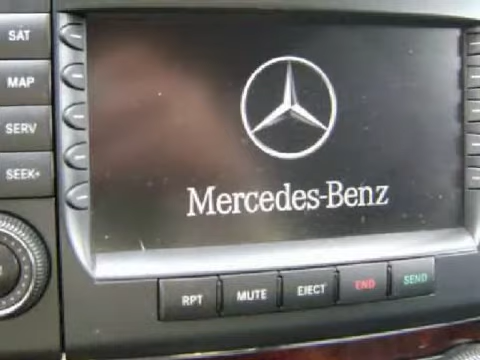 SAT
MAP
SERV
SEEK+
Mercedes-Benz
RPT MUTE EJECT END SEND